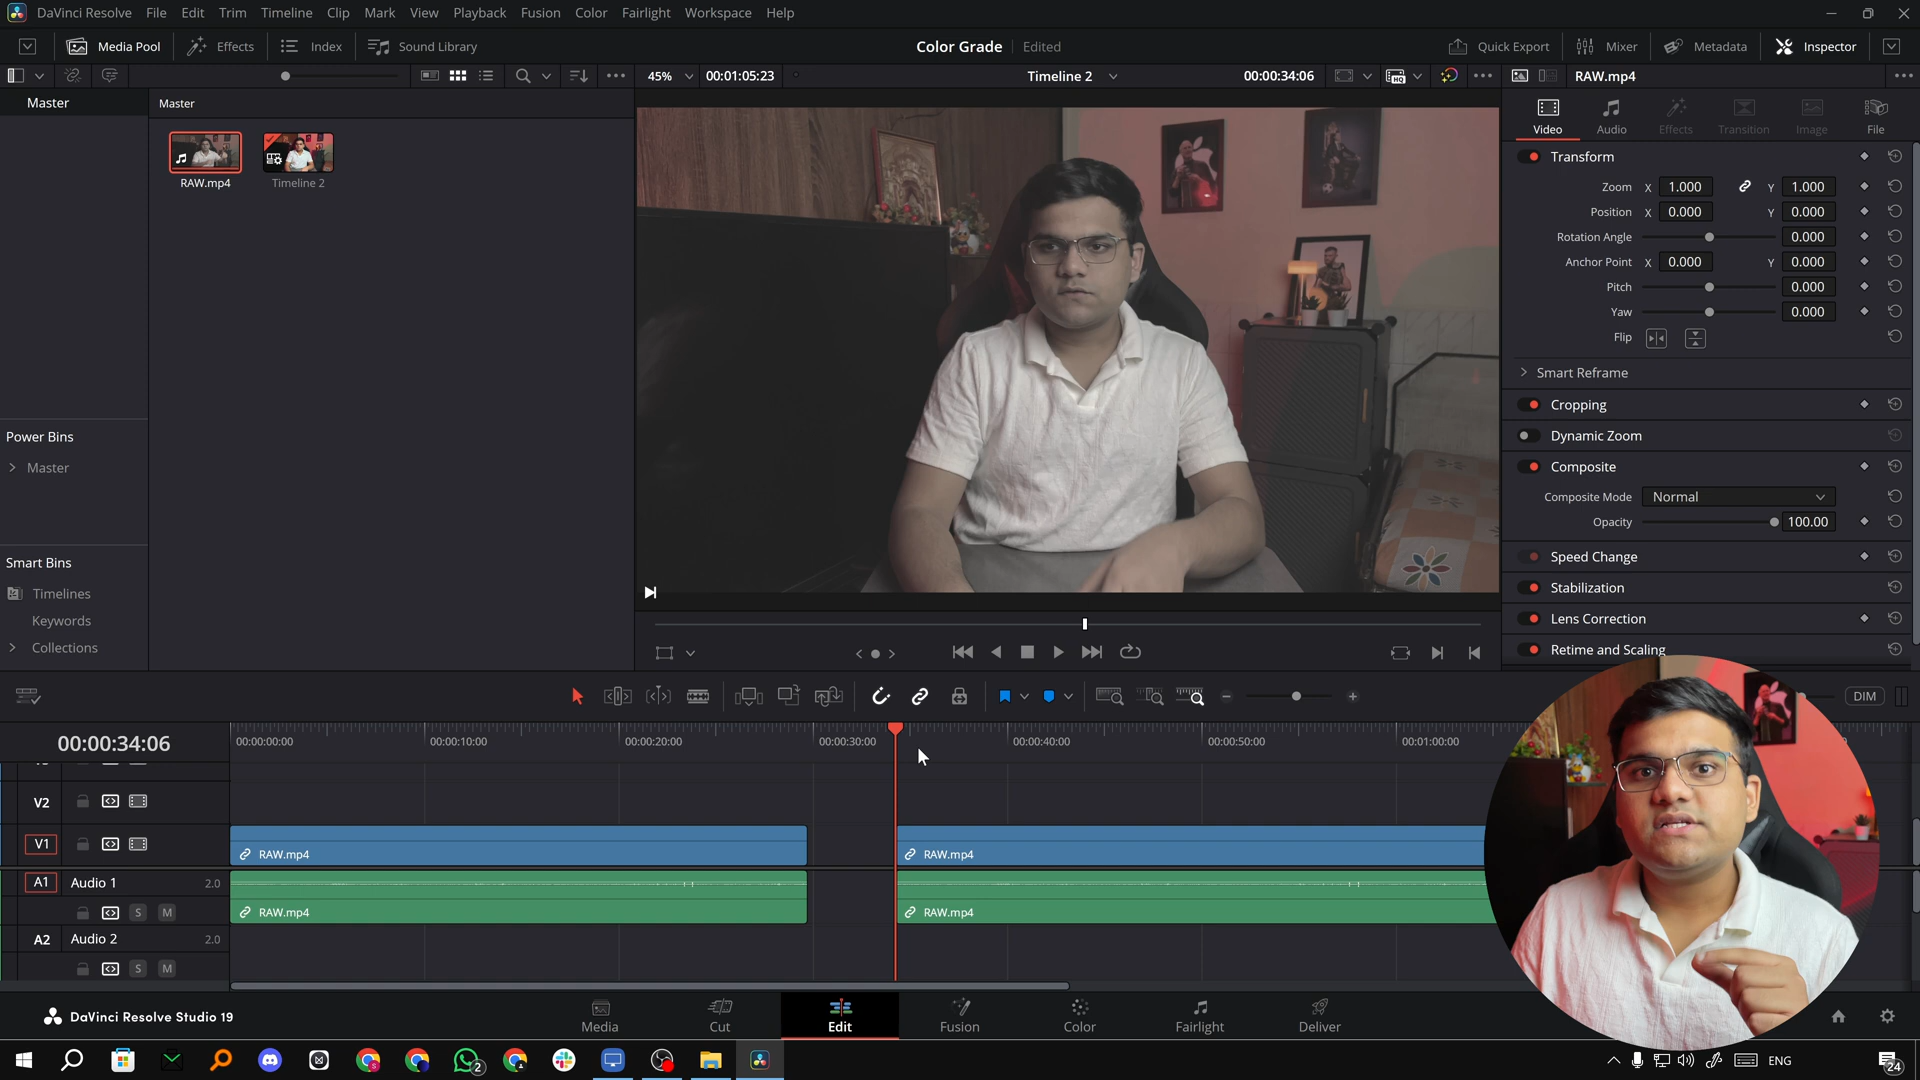 DaVinci Resolve File Edit Trim Timeline Clip Mark View Playback Fusion Color Fairlight Workspace Help
Media Pool Effects Index Sound Library Color Grade Edited Quick Export Mixer Metadata Inspector
45% 00:01:05:23 Timeline 2 00:00:34:06 RAW.mp4
Master Master
Video Audio Effects Transition Image File
RAW.mp4 Timeline 2
Transform
Zoom X 1.000 Y 1.000
Position X 0.000 Y 0.000
Rotation Angle 0.000
Anchor Point X 0.000 Y 0.000
Pitch 0.000
Yaw 0.000
Flip
Smart Reframe
Cropping
Dynamic Zoom
Composite
Composite Mode Normal
Opacity 100.00
Speed Change
Stabilization
Lens Correction
Retime and Scaling
Power Bins
Master
Smart Bins
Timelines
Keywords
Collections
DIM
00:00:34:06 00:00:00:00 00:00:10:00 00:00:20:00 00:00:30:00 00:00:40:00 00:00:50:00 00:01:00:00
V2
V1 RAW.mp4 RAW.mp4
A1 Audio 1 2.0
S M RAW.mp4 RAW.mp4
A2 Audio 2 2.0
S M
DaVinci Resolve Studio 19 Media Cut Edit Fusion Color Fairlight Deliver
2 ENG 24